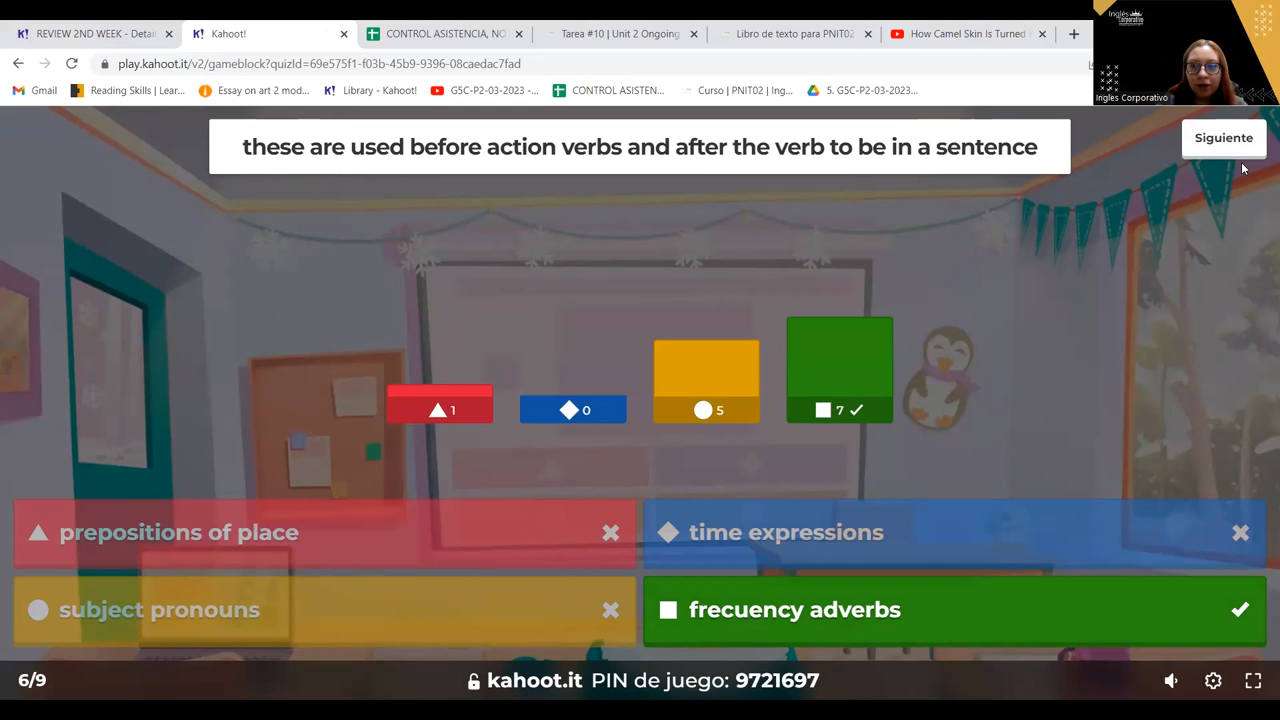 REVIEW 2ND WEEK - Detai
Kahoot!
CONTROL ASISTENCIA, NO
Tarea #10 | Unit 2 Ongoing
Libro de texto para PNIT02
How Camel Skin Is Turned
play.kahoot.it/v2/gameblock?quizId=69e575f1-f03b-45b9-9396-08caedac7fad
Gmail
Reading Skills | Lear...
Essay on art 2 mod...
Library - Kahoot!
G5C-P2-03-2023 -...
CONTROL ASISTEN...
Curso | PNIT02 | Ing...
5. G5C-P2-03-2023...
Inglés
Corporativo
Ingles Corporativo
these are used before action verbs and after the verb to be in a sentence
Siguiente
1
0
5
7
prepositions of place
time expressions
subject pronouns
frecuency adverbs
6/9
kahoot.it PIN de juego: 9721697